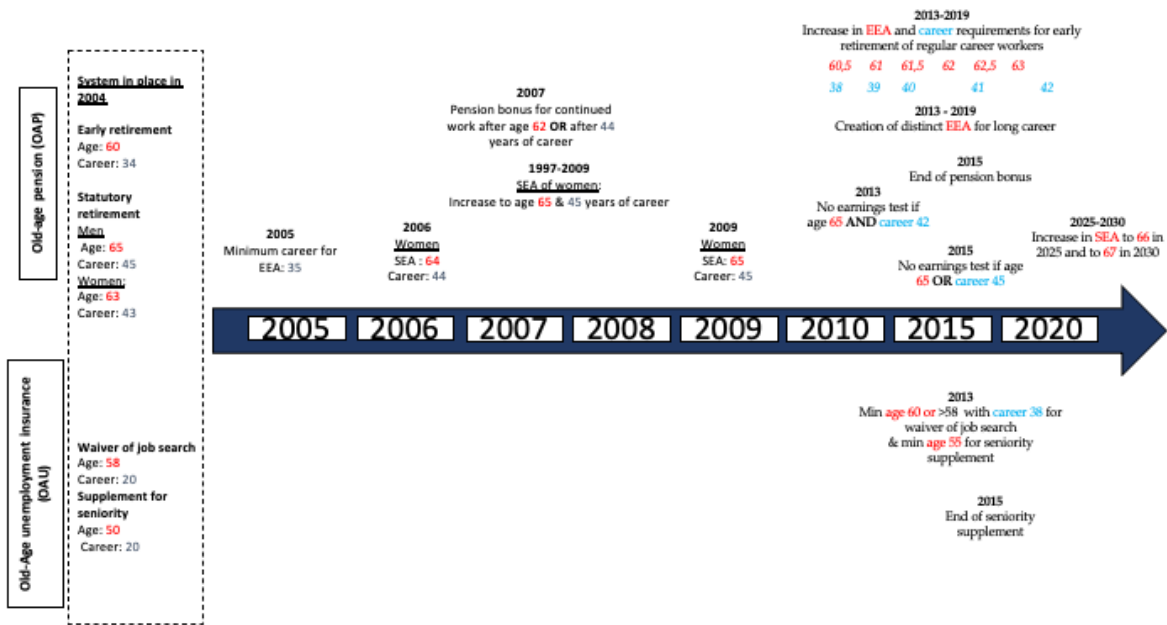 Old-age pension (OAP)
Old-Age unemployment insurance
(OAU)
System in place in
2004
Early retirement
Age: 60
Career: 34
Statutory
retirement
Men
Age: 65
Career: 45
Women:
Age: 63
Career: 43
Waiver of job search
Age: 58
Career: 20
Supplement for
seniority
Age: 50
Career: 20
2005
Minimum career for
EEA: 35
2006
Women
SEA : 64
Career: 44
2007
Pension bonus for continued
work after age 62 OR after 44
years of career
1997-2009
SEA of women:
Increase to age 65 & 45 years of career
2009
Women
SEA: 65
Career: 45
2013-2019
Increase in EEA and career requirements for early
retirement of regular career workers
60,5 61 61,5 62 62,5 63
38 39 40 41 42
2013 - 2019
Creation of distinct EEA for long career
2015
End of pension bonus
2013
No earnings test if
age 65 AND career 42
2015
No earnings test if age
65 OR career 45
2025-2030
Increase in SEA to 66 in
2025 and to 67 in 2030
2005 2006 2007 2008 2009 2010 2015 2020
2013
Min age 60 or >58 with career 38 for
waiver of job search
& min age 55 for seniority
supplement
2015
End of seniority
supplement